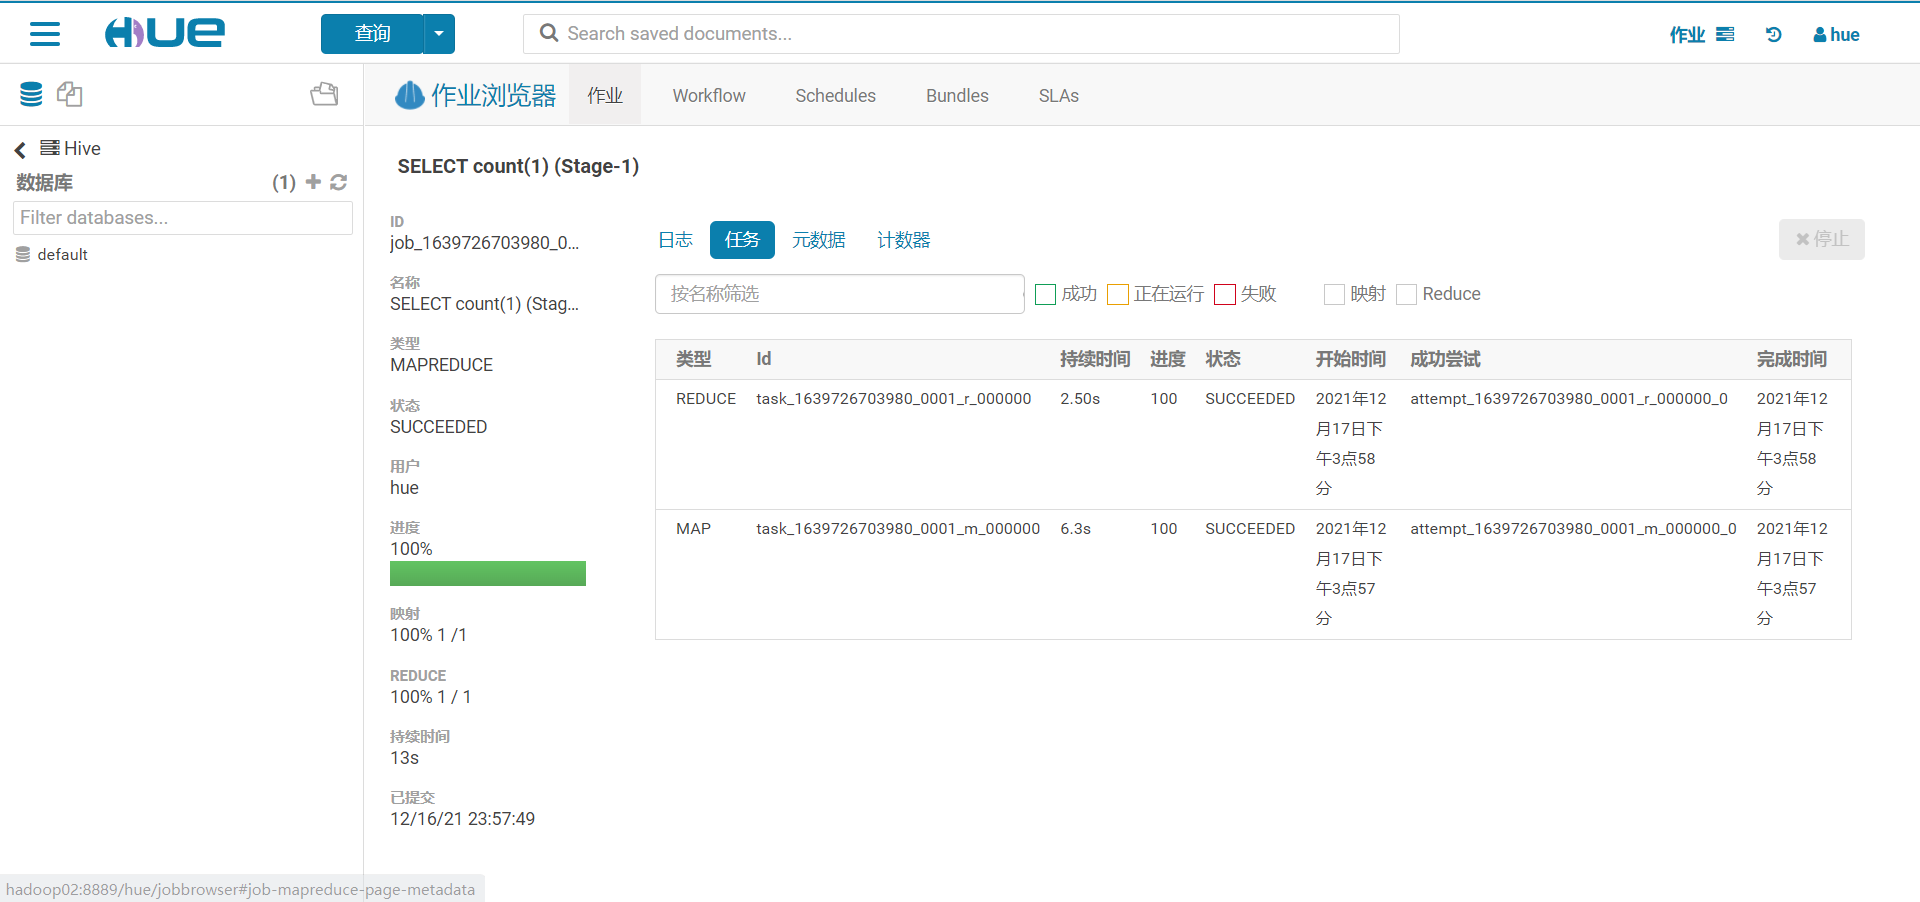 HUE
查询
Search saved documents...
作业
hue
作业浏览器
作业
Workflow
Schedules
Bundles
SLAs
Hive
数据库
(1)
Filter databases...
default
SELECT count(1) (Stage-1)
ID
job_1639726703980_0...
名称
SELECT count(1) (Stag...
类型
MAPREDUCE
状态
SUCCEEDED
用户
hue
进度
100%
映射
100% 1 /1
REDUCE
100% 1 / 1
持续时间
13s
已提交
12/16/21 23:57:49
日志
任务
元数据
计数器
停止
按名称筛选
成功
正在运行
失败
映射
Reduce
类型 Id 持续时间 进度 状态 开始时间 成功尝试 完成时间
REDUCE task_1639726703980_0001_r_000000 2.50s 100 SUCCEEDED 2021年12 attempt_1639726703980_0001_r_000000_0 2021年12
月17日下 月17日下
午3点58 午3点58
分 分
MAP task_1639726703980_0001_m_000000 6.3s 100 SUCCEEDED 2021年12 attempt_1639726703980_0001_m_000000_0 2021年12
月17日下 月17日下
午3点57 午3点57
分 分
hadoop02:8889/hue/jobbrowser#job-mapreduce-page-metadata